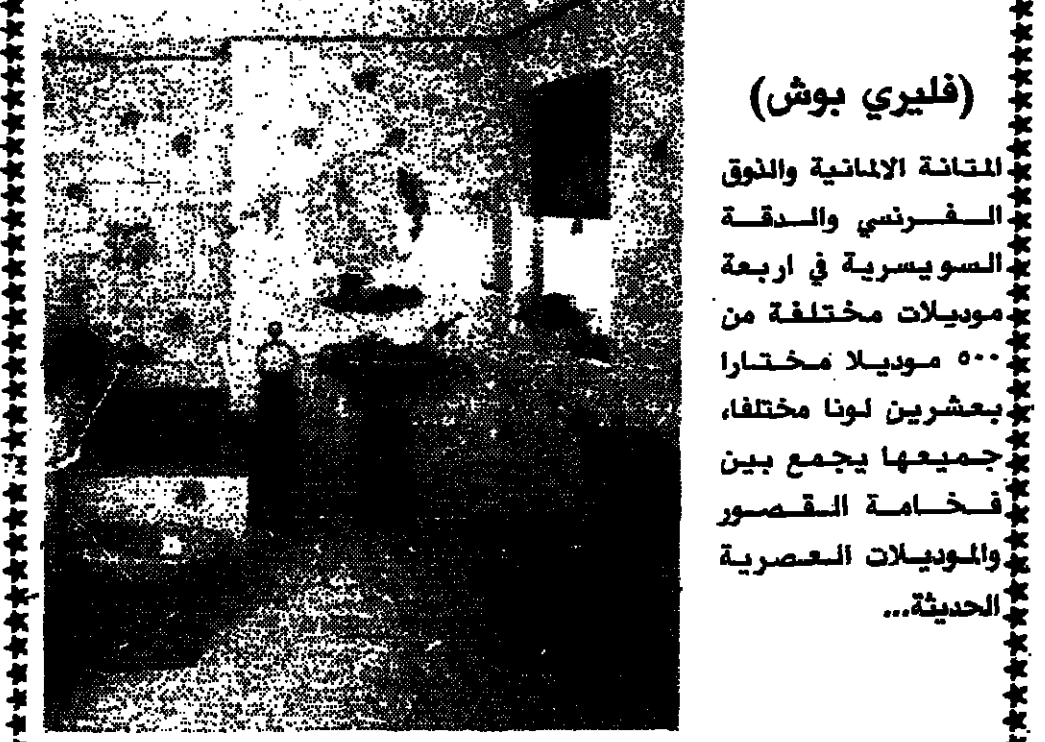 (فليري بوش)
المتانة الالمانية والذوق
الفرنسي والدقة
السويسرية في اربعة
موديلات مختلفة من
٥٠٠ موديلا مختارا
بعشرين لونا مختلفا،
جميعها يجمع بين
فخامة القصور
والموديلات العصرية
الحديثة...